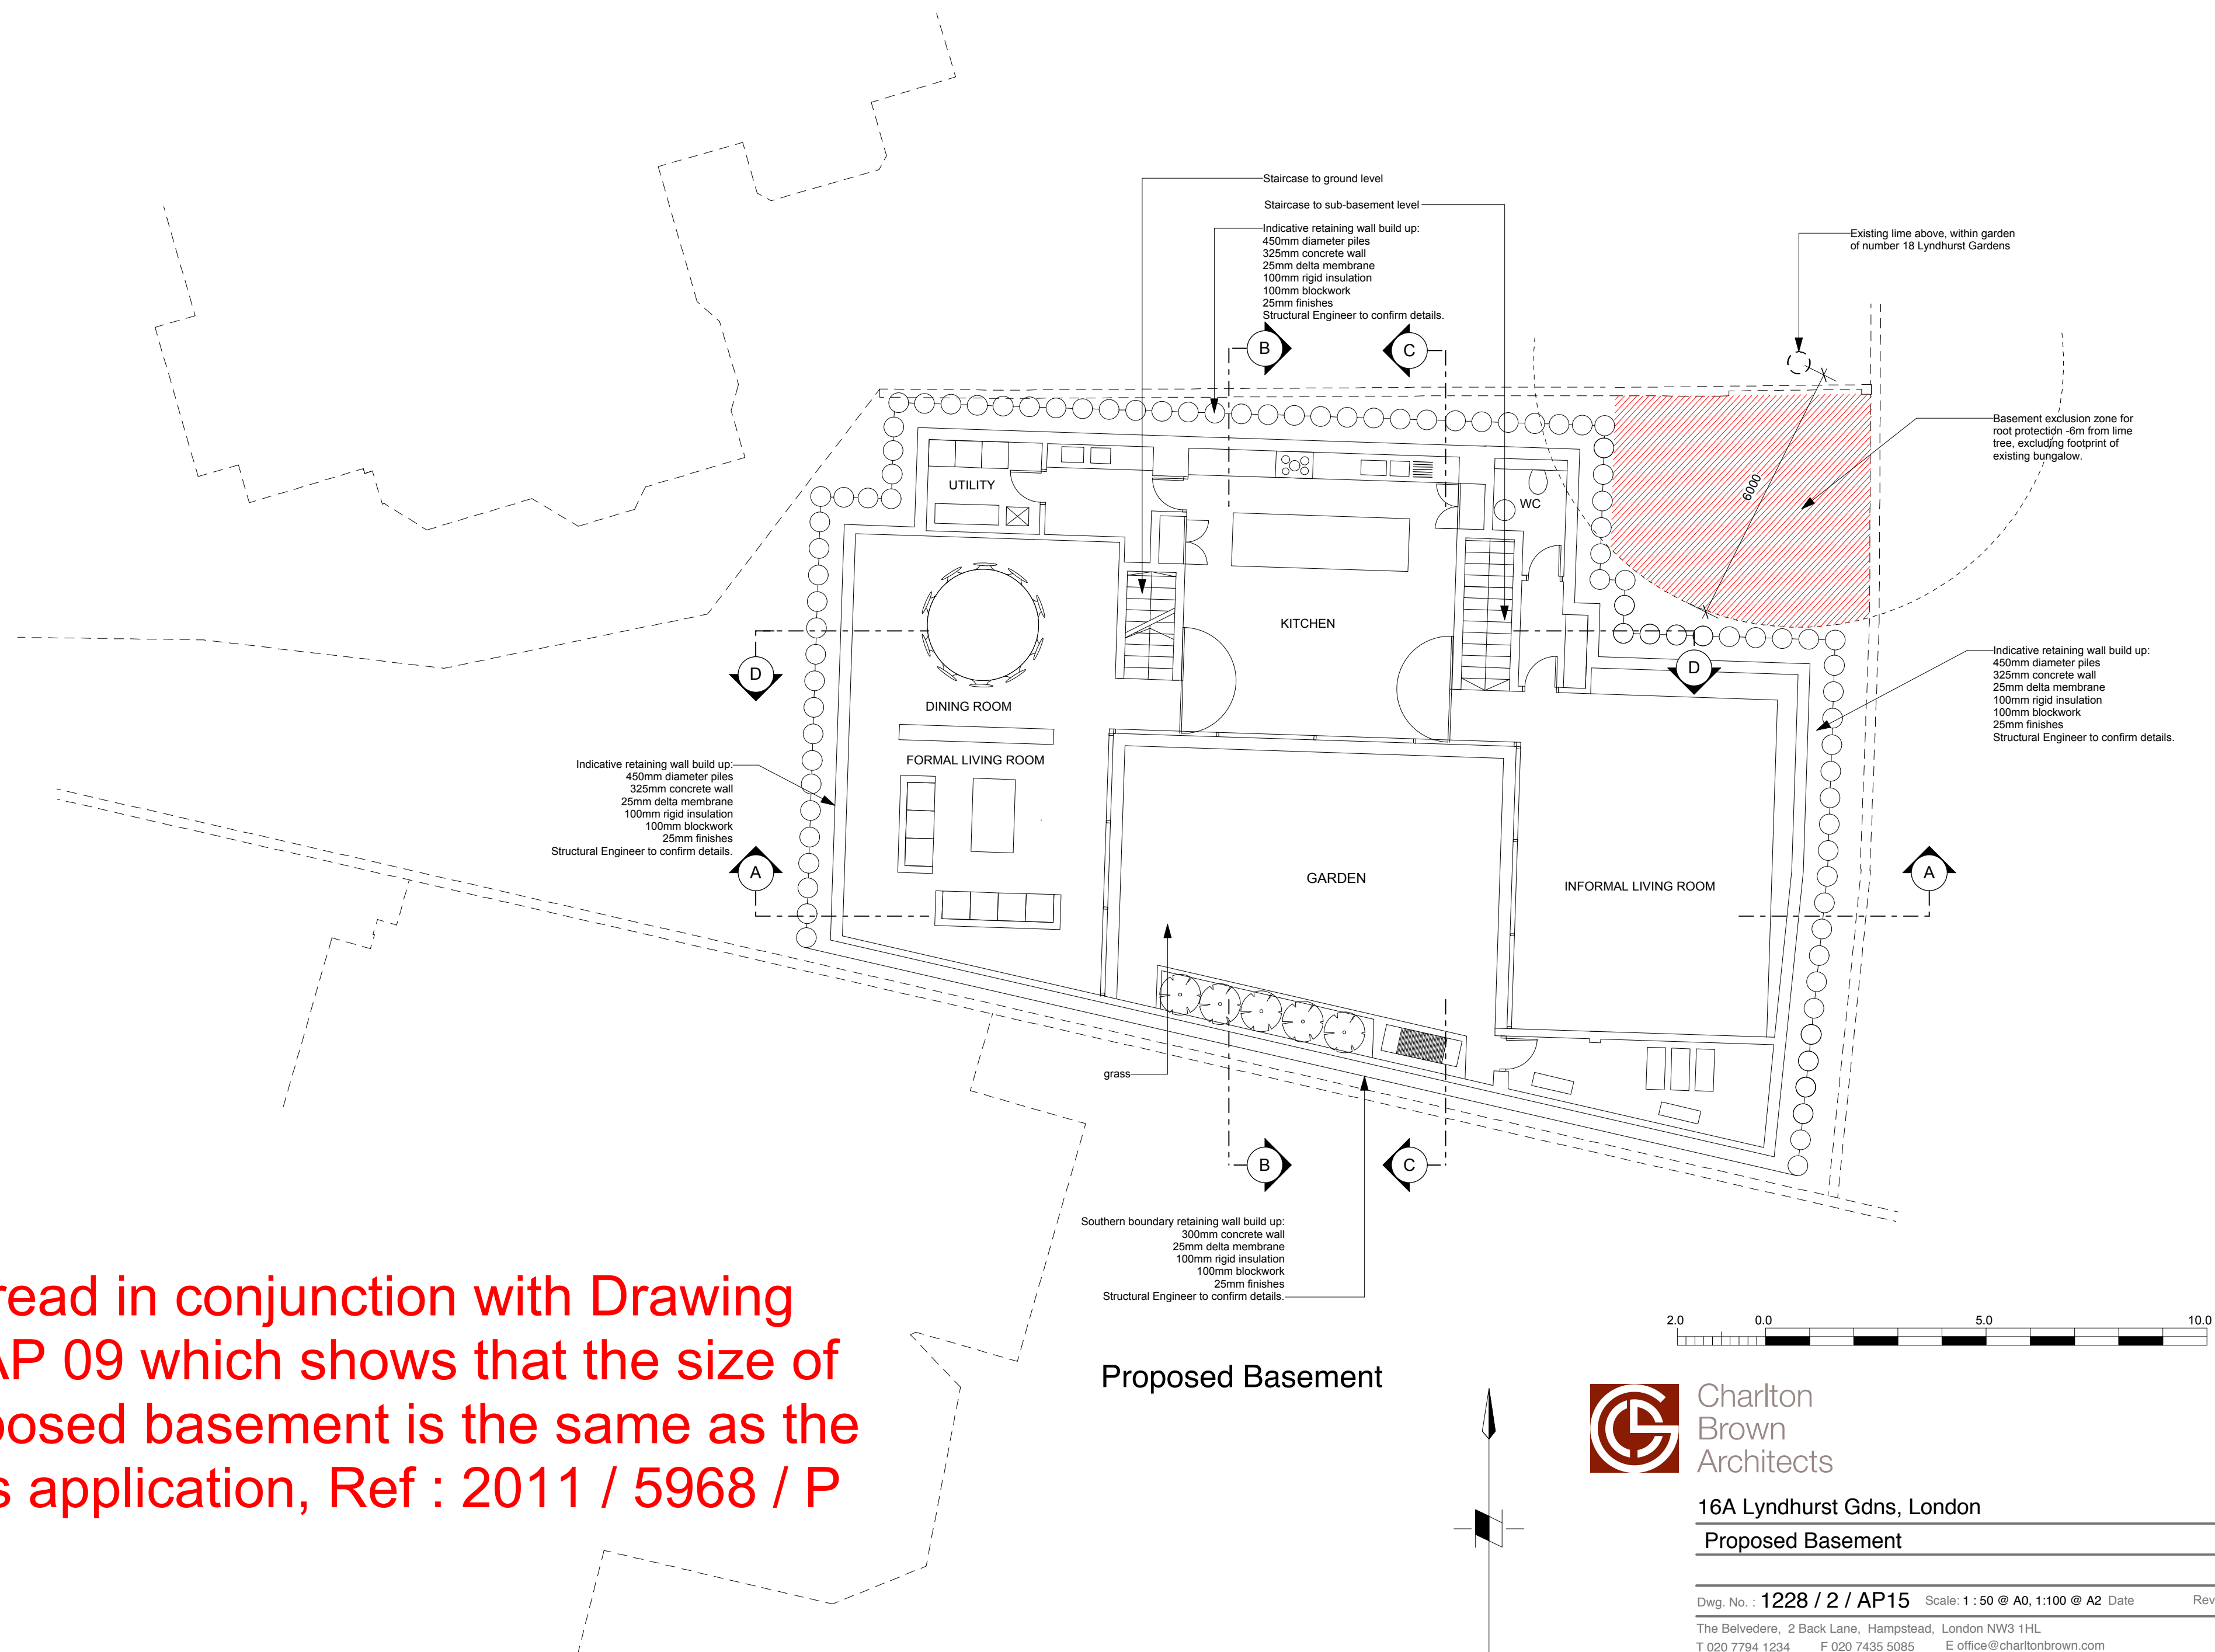 Staircase to ground level
Staircase to sub-basement level
Indicative retaining wall build up:
450mm diameter piles
325mm concrete wall
25mm delta membrane
100mm rigid insulation
100mm blockwork
25mm finishes
Structural Engineer to confirm details.
Existing lime above, within garden
of number 18 Lyndhurst Gardens
B
C
Basement exclusion zone for
root protection -6m from lime
tree, excluding footprint of
existing bungalow.
6000
UTILITY
WC
KITCHEN
D
D
DINING ROOM
FORMAL LIVING ROOM
Indicative retaining wall build up:
450mm diameter piles
325mm concrete wall
25mm delta membrane
100mm rigid insulation
100mm blockwork
25mm finishes
Structural Engineer to confirm details.
Indicative retaining wall build up:
450mm diameter piles
325mm concrete wall
25mm delta membrane
100mm rigid insulation
100mm blockwork
25mm finishes
Structural Engineer to confirm details.
A
GARDEN
INFORMAL LIVING ROOM
A
grass
B
C
Southern boundary retaining wall build up:
300mm concrete wall
25mm delta membrane
100mm rigid insulation
100mm blockwork
25mm finishes
Structural Engineer to confirm details.
read in conjunction with Drawing
AP 09 which shows that the size of
posed basement is the same as the
s application, Ref : 2011 / 5968 / P
Proposed Basement
2.0 0.0 5.0 10.0
Charlton
Brown
Architects
16A Lyndhurst Gdns, London
Proposed Basement
Dwg. No. : 1228 / 2 / AP15 Scale: 1 : 50 @ A0, 1:100 @ A2 Date Rev
The Belvedere, 2 Back Lane, Hampstead, London NW3 1HL
T 020 7794 1234 F 020 7435 5085 E office@charltonbrown.com